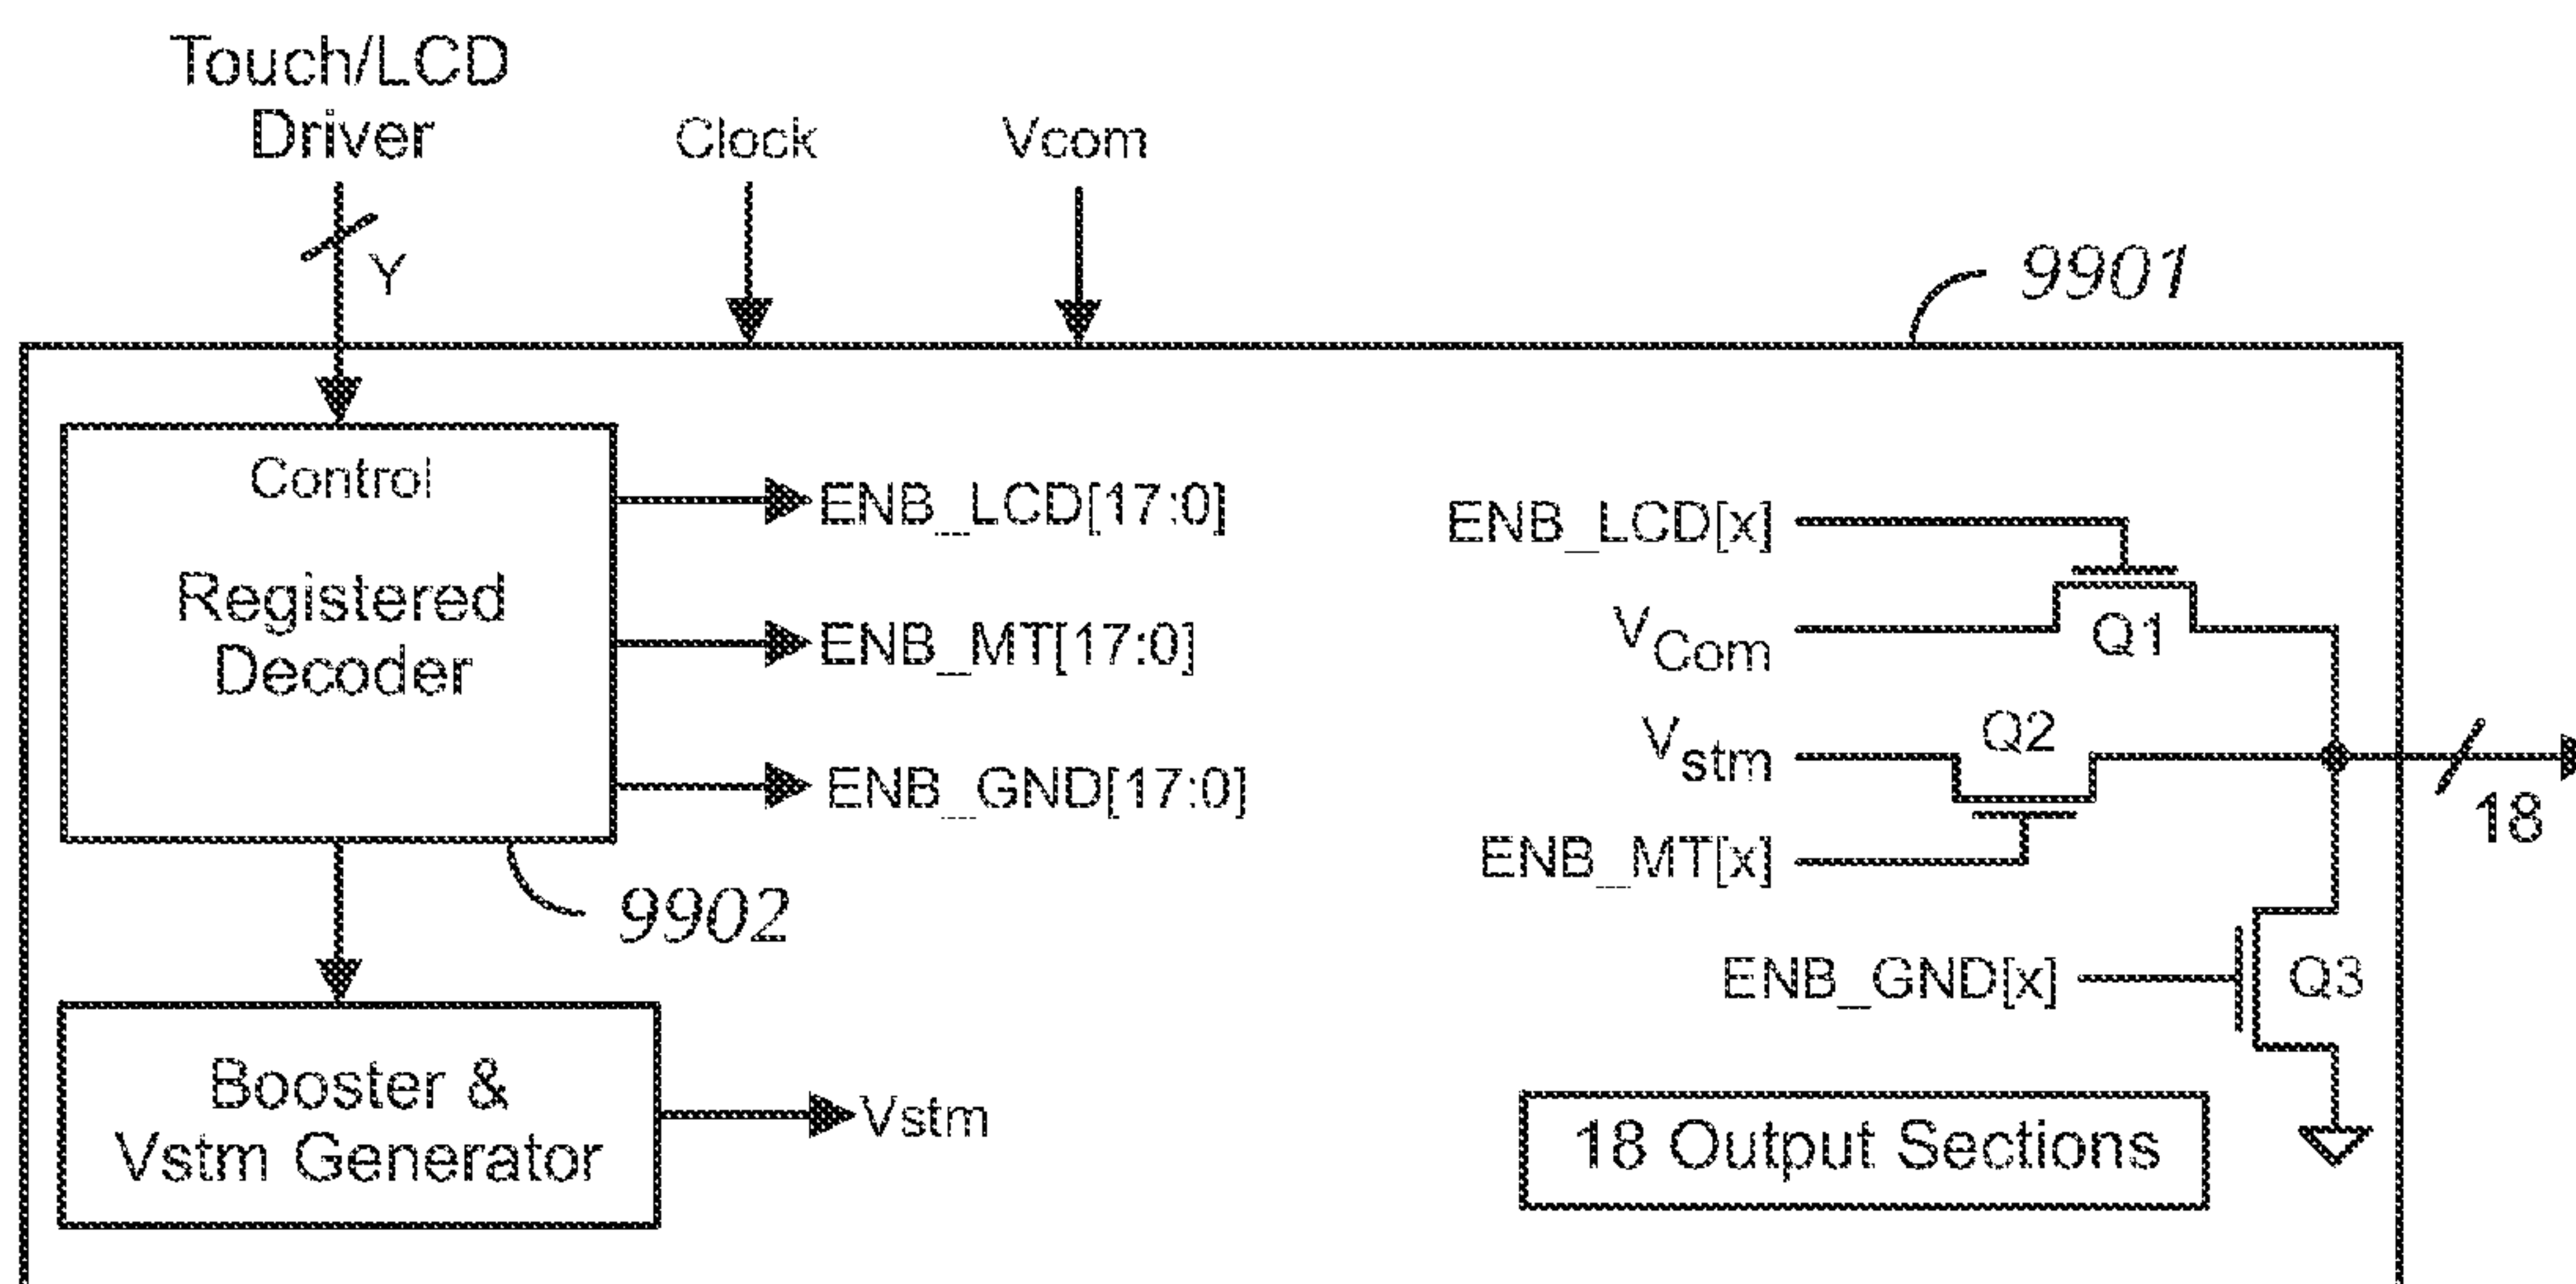 Touch/LCD
Driver
Clock
Vcom
Y
9901
Control
Registered
Decoder
ENB_LCD[17:0]
ENB_MT[17:0]
ENB_GND[17:0]
9902
Booster &
Vstm Generator
Vstm
ENB_LCD[x]
VCom
Q1
Vstm
Q2
ENB_MT[x]
18
ENB_GND[x]
Q3
18 Output Sections